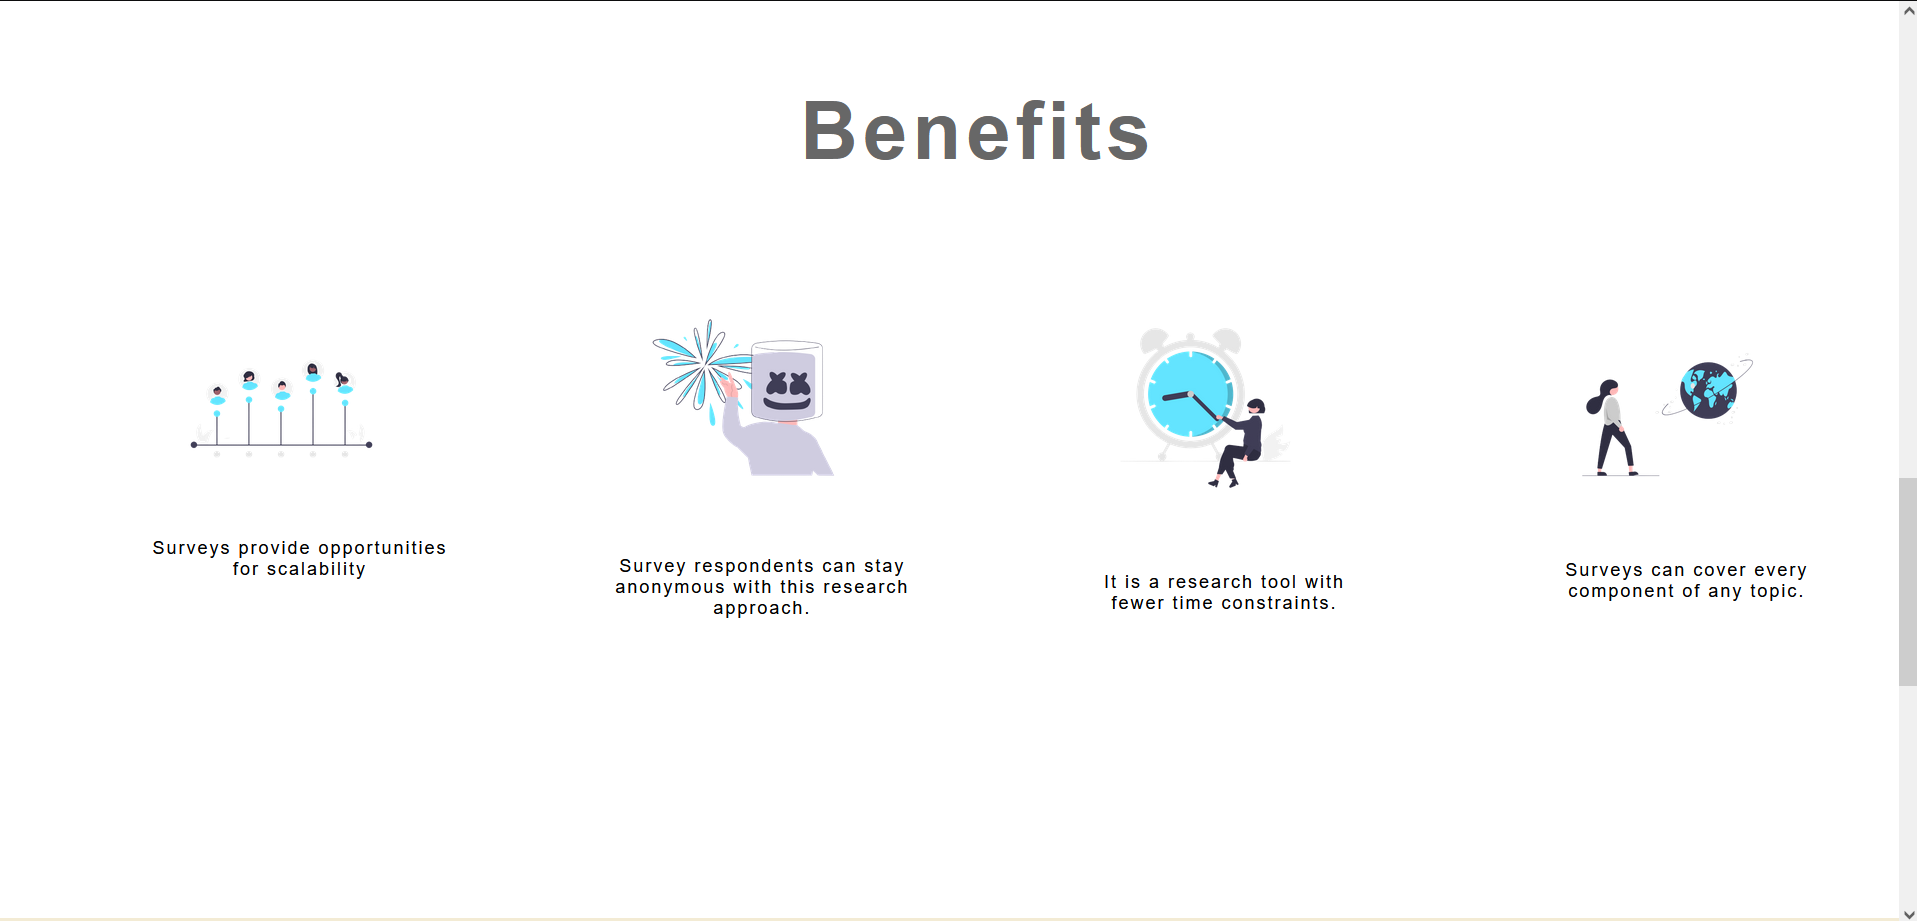 Benefits
Surveys provide opportunities
for scalability
Survey respondents can stay
anonymous with this research
approach.
It is a research tool with
fewer time constraints.
Surveys can cover every
component of any topic.